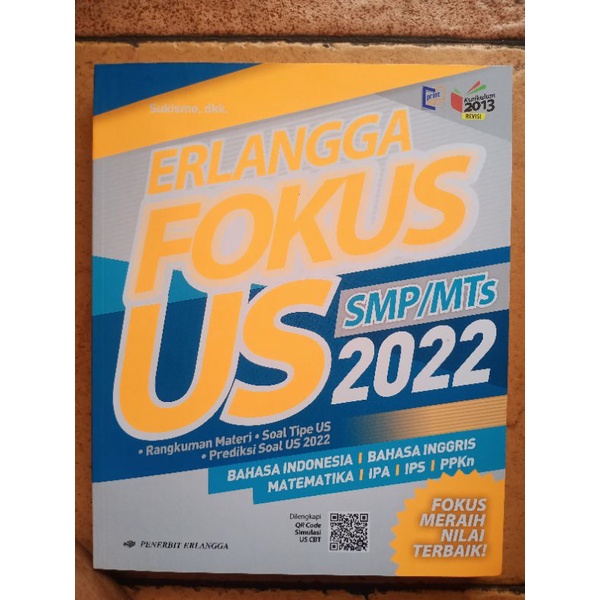 Sukismo, dkk.
e print
Kurikulum
2013
REVISI
ERLANGGA
FOKUS
US
SMP/MTs
2022
• Rangkuman Materi • Soal Tipe US
• Prediksi Soal US 2022
BAHASA INDONESIA | BAHASA INGGRIS
MATEMATIKA | IPA | IPS | PPKn
Dilengkapi
QR Code
Simulasi
US CBT
FOKUS
MERAIH
NILAI
TERBAIK!
PENERBIT ERLANGGA